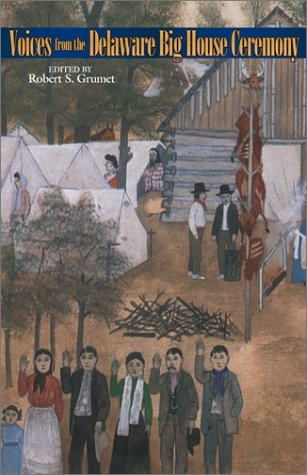 Voices from the Delaware Big House Ceremony
EDITED BY
Robert S. Grumet